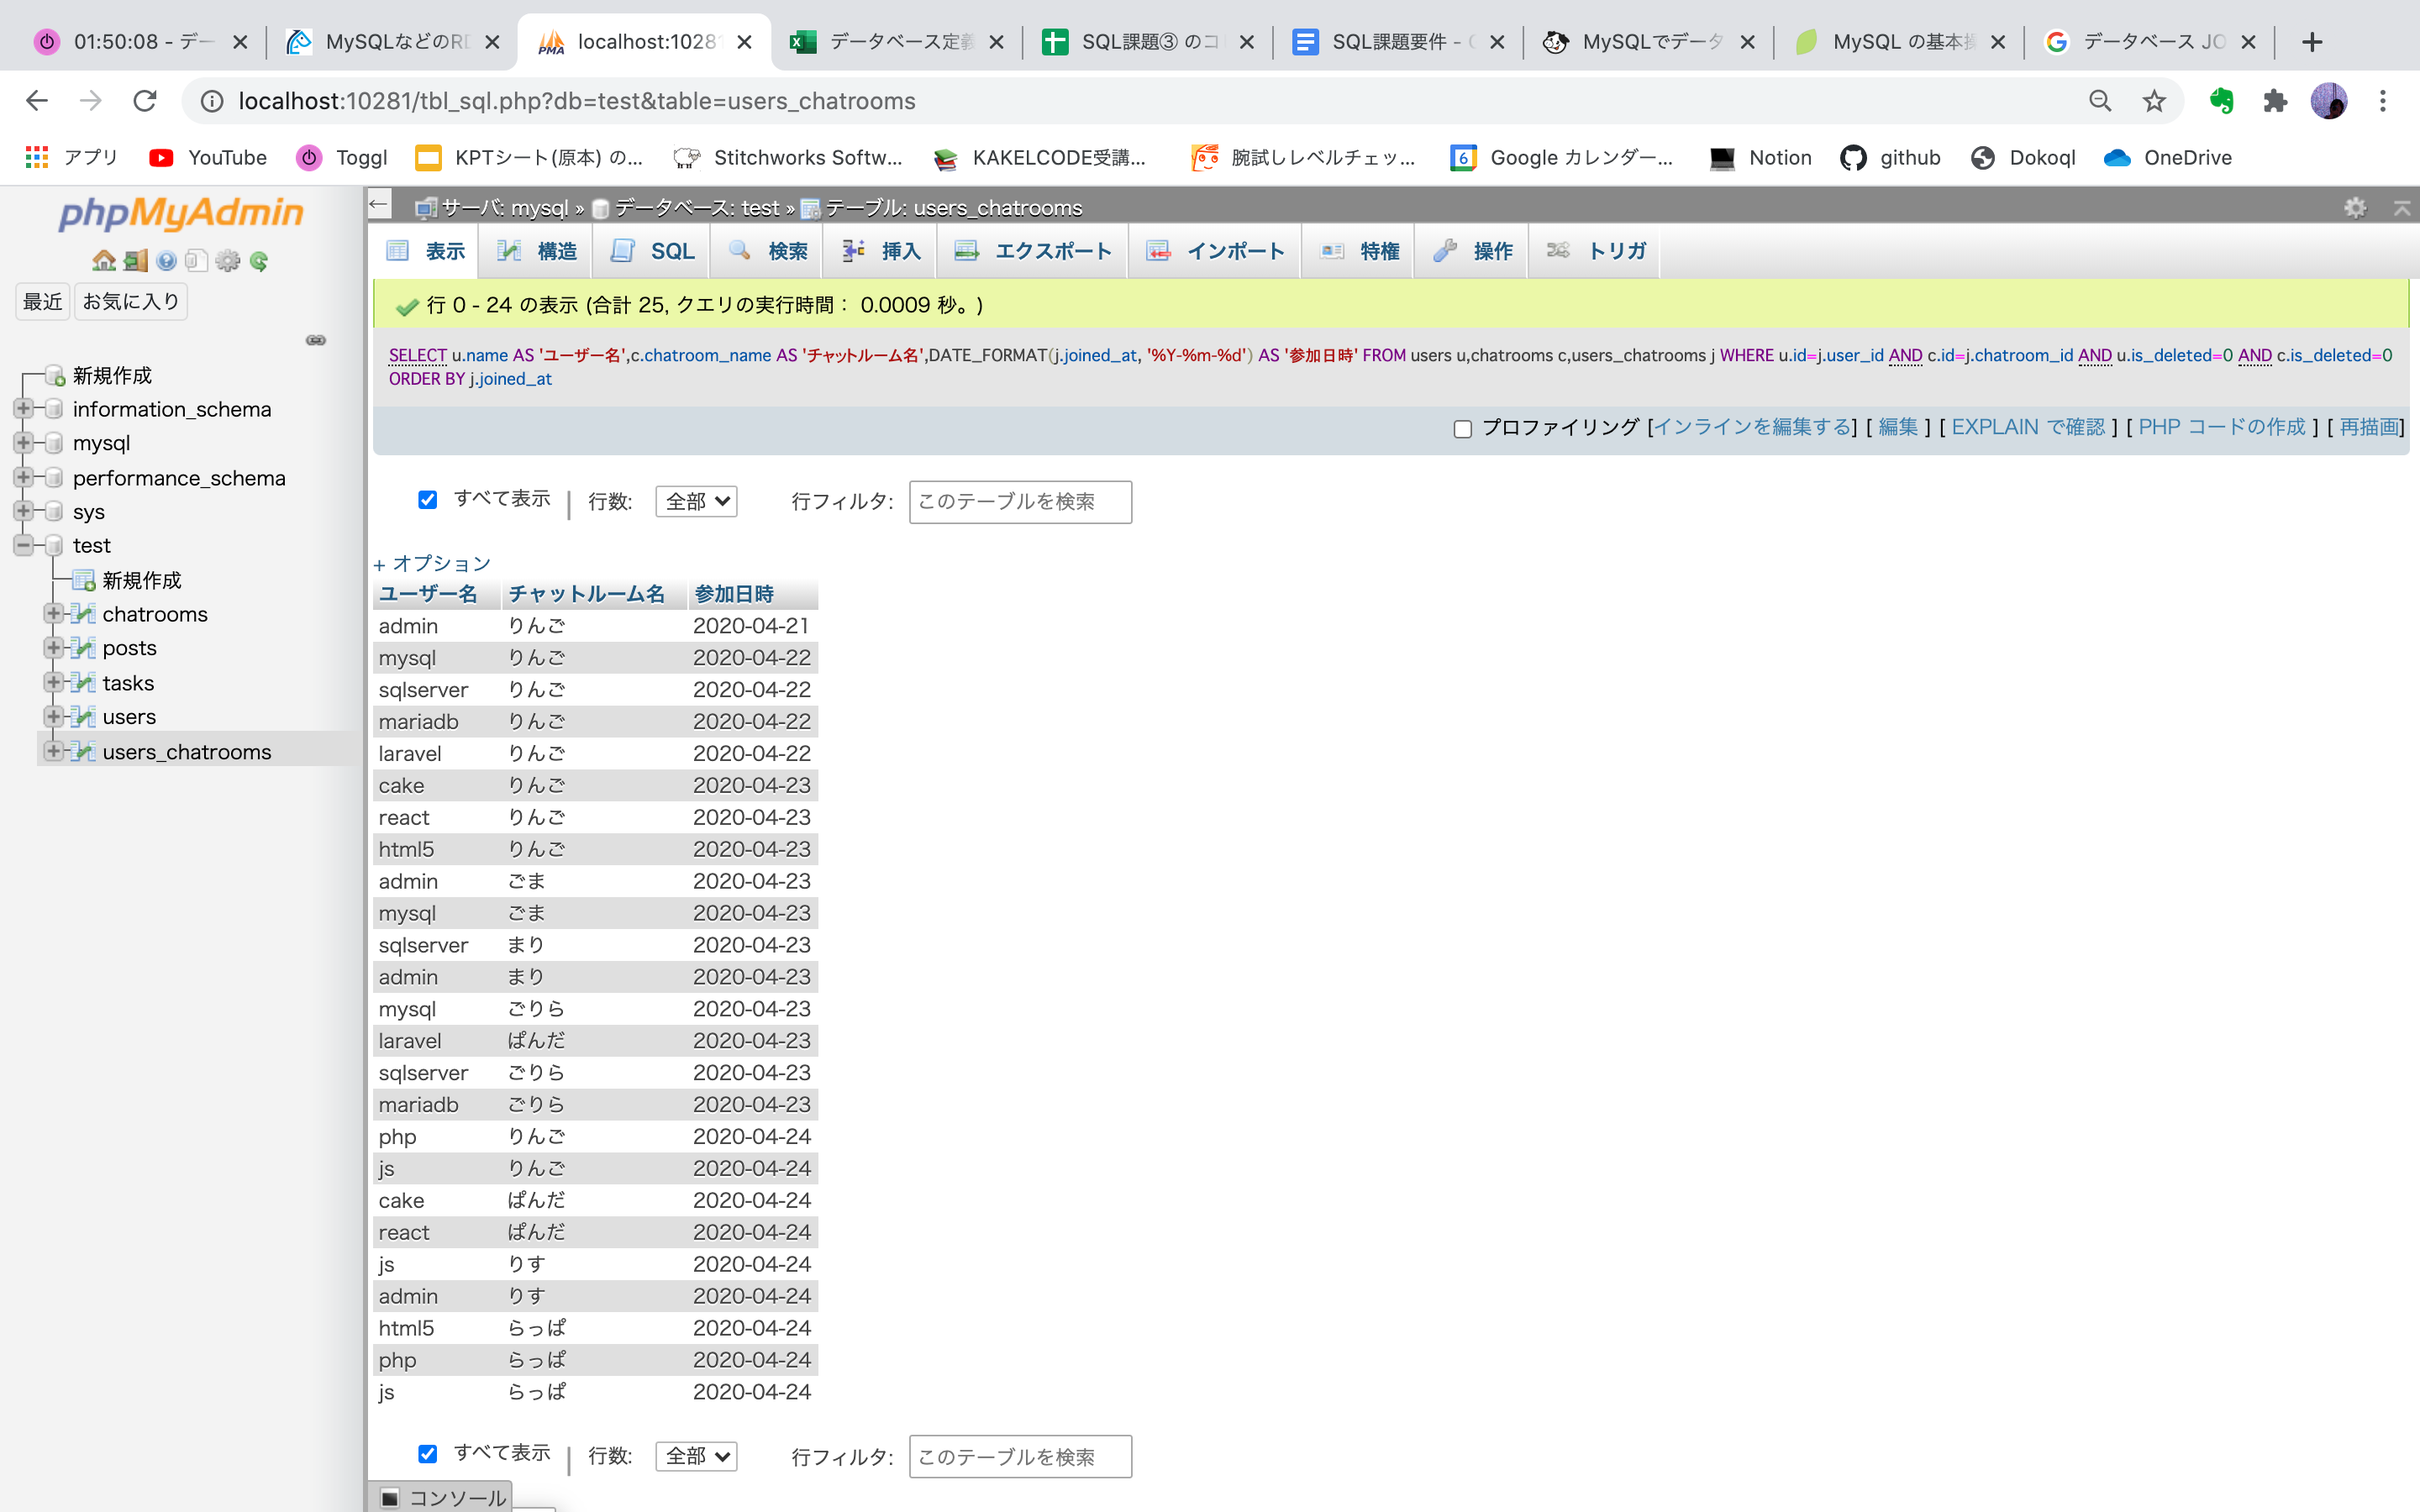 01:50:08 - デー
MySQLなどのRD
localhost:10281
データベース定義
SQL課題③ のコ
SQL課題要件 - G
MySQLでデータ
MySQL の基本操
データベース JO
localhost:10281/tbl_sql.php?db=test&table=users_chatrooms
アプリ
YouTube
Toggl
KPTシート(原本) の...
Stitchworks Softw...
KAKELCODE受講...
腕試しレベルチェッ...
6
Google カレンダー...
Notion
github
Dokoql
OneDrive
phpMyAdmin
最近
お気に入り
新規作成
information_schema
mysql
performance_schema
sys
test
新規作成
chatrooms
posts
tasks
users
users_chatrooms
サーバ: mysql » データベース: test » テーブル: users_chatrooms
表示
構造
SQL
検索
挿入
エクスポート
インポート
特権
操作
トリガ
行 0 - 24 の表示 (合計 25, クエリの実行時間： 0.0009 秒。)
SELECT u.name AS 'ユーザー名',c.chatroom_name AS 'チャットルーム名',DATE_FORMAT(j.joined_at, '%Y-%m-%d') AS '参加日時' FROM users u,chatrooms c,users_chatrooms j WHERE u.id=j.user_id AND c.id=j.chatroom_id AND u.is_deleted=0 AND c.is_deleted=0
ORDER BY j.joined_at
プロファイリング [インラインを編集する] [ 編集 ] [ EXPLAIN で確認 ] [ PHP コードの作成 ] [ 再描画]
すべて表示 | 行数: 全部 行フィルタ: このテーブルを検索
+ オプション
ユーザー名 チャットルーム名 参加日時
admin りんご 2020-04-21
mysql りんご 2020-04-22
sqlserver りんご 2020-04-22
mariadb りんご 2020-04-22
laravel りんご 2020-04-22
cake りんご 2020-04-23
react りんご 2020-04-23
html5 りんご 2020-04-23
admin ごま 2020-04-23
mysql ごま 2020-04-23
sqlserver まり 2020-04-23
admin まり 2020-04-23
mysql ごりら 2020-04-23
laravel ぱんだ 2020-04-23
sqlserver ごりら 2020-04-23
mariadb ごりら 2020-04-23
php りんご 2020-04-24
js りんご 2020-04-24
cake ぱんだ 2020-04-24
react ぱんだ 2020-04-24
js りす 2020-04-24
admin りす 2020-04-24
html5 らっぱ 2020-04-24
php らっぱ 2020-04-24
js らっぱ 2020-04-24
すべて表示 | 行数: 全部 行フィルタ: このテーブルを検索
コンソール